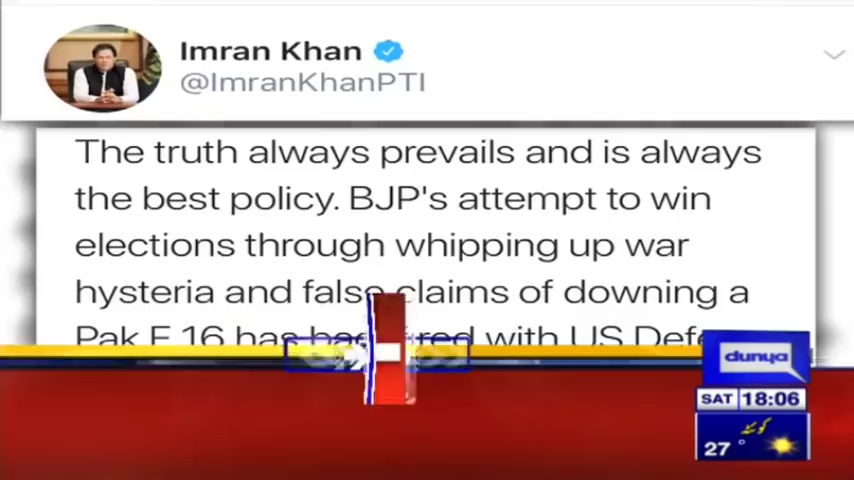 Imran Khan
@ImranKhanPTI
The truth always prevails and is always
the best policy. BJP's attempt to win
elections through whipping up war
hysteria and false claims of downing a
Pak F 16 has with US
dunya
SAT 18:06
کوئٹہ
27°